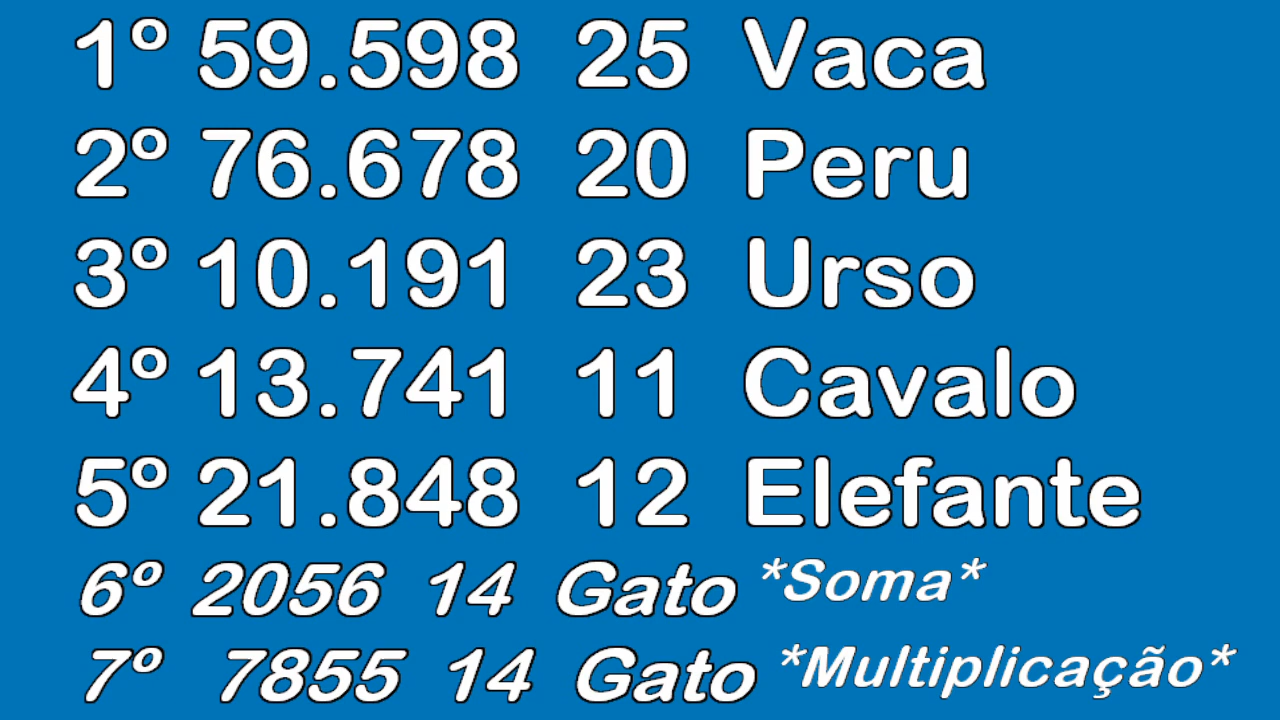 1º 59.598 25 Vaca
2º 76.678 20 Peru
3º 10.191 23 Urso
4º 13.741 11 Cavalo
5º 21.848 12 Elefante
6º 2056 14 Gato *Soma*
7º 7855 14 Gato *Multiplicação*